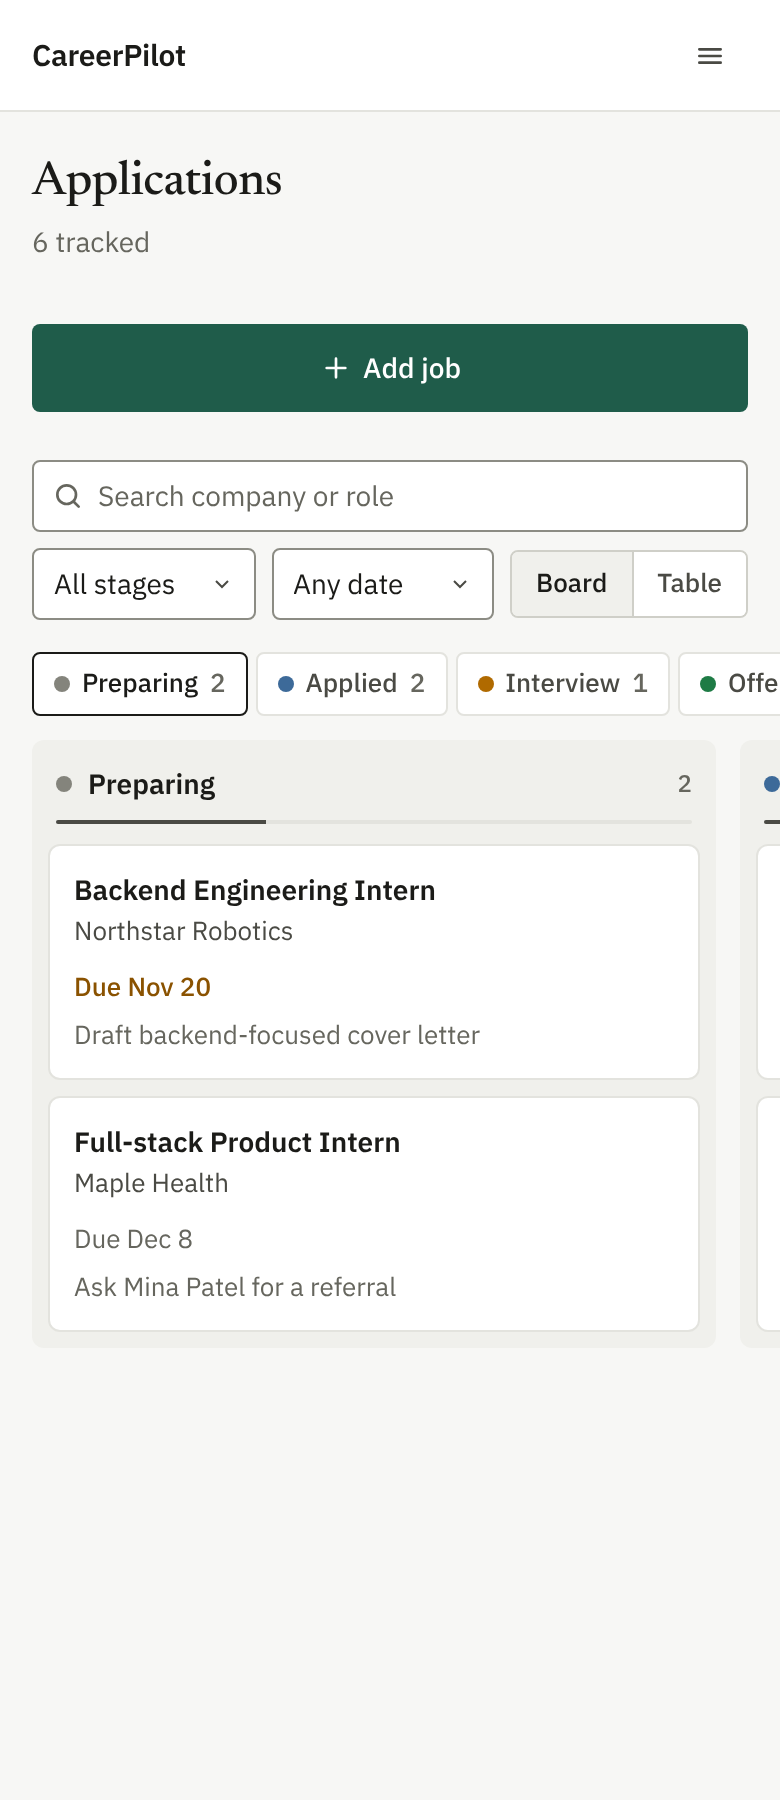 CareerPilot
Applications
6 tracked
Add job
Search company or role
All stages Any date Board Table
Preparing 2 Applied 2 Interview 1 Offe
Preparing 2
Backend Engineering Intern
Northstar Robotics
Due Nov 20
Draft backend-focused cover letter
Full-stack Product Intern
Maple Health
Due Dec 8
Ask Mina Patel for a referral